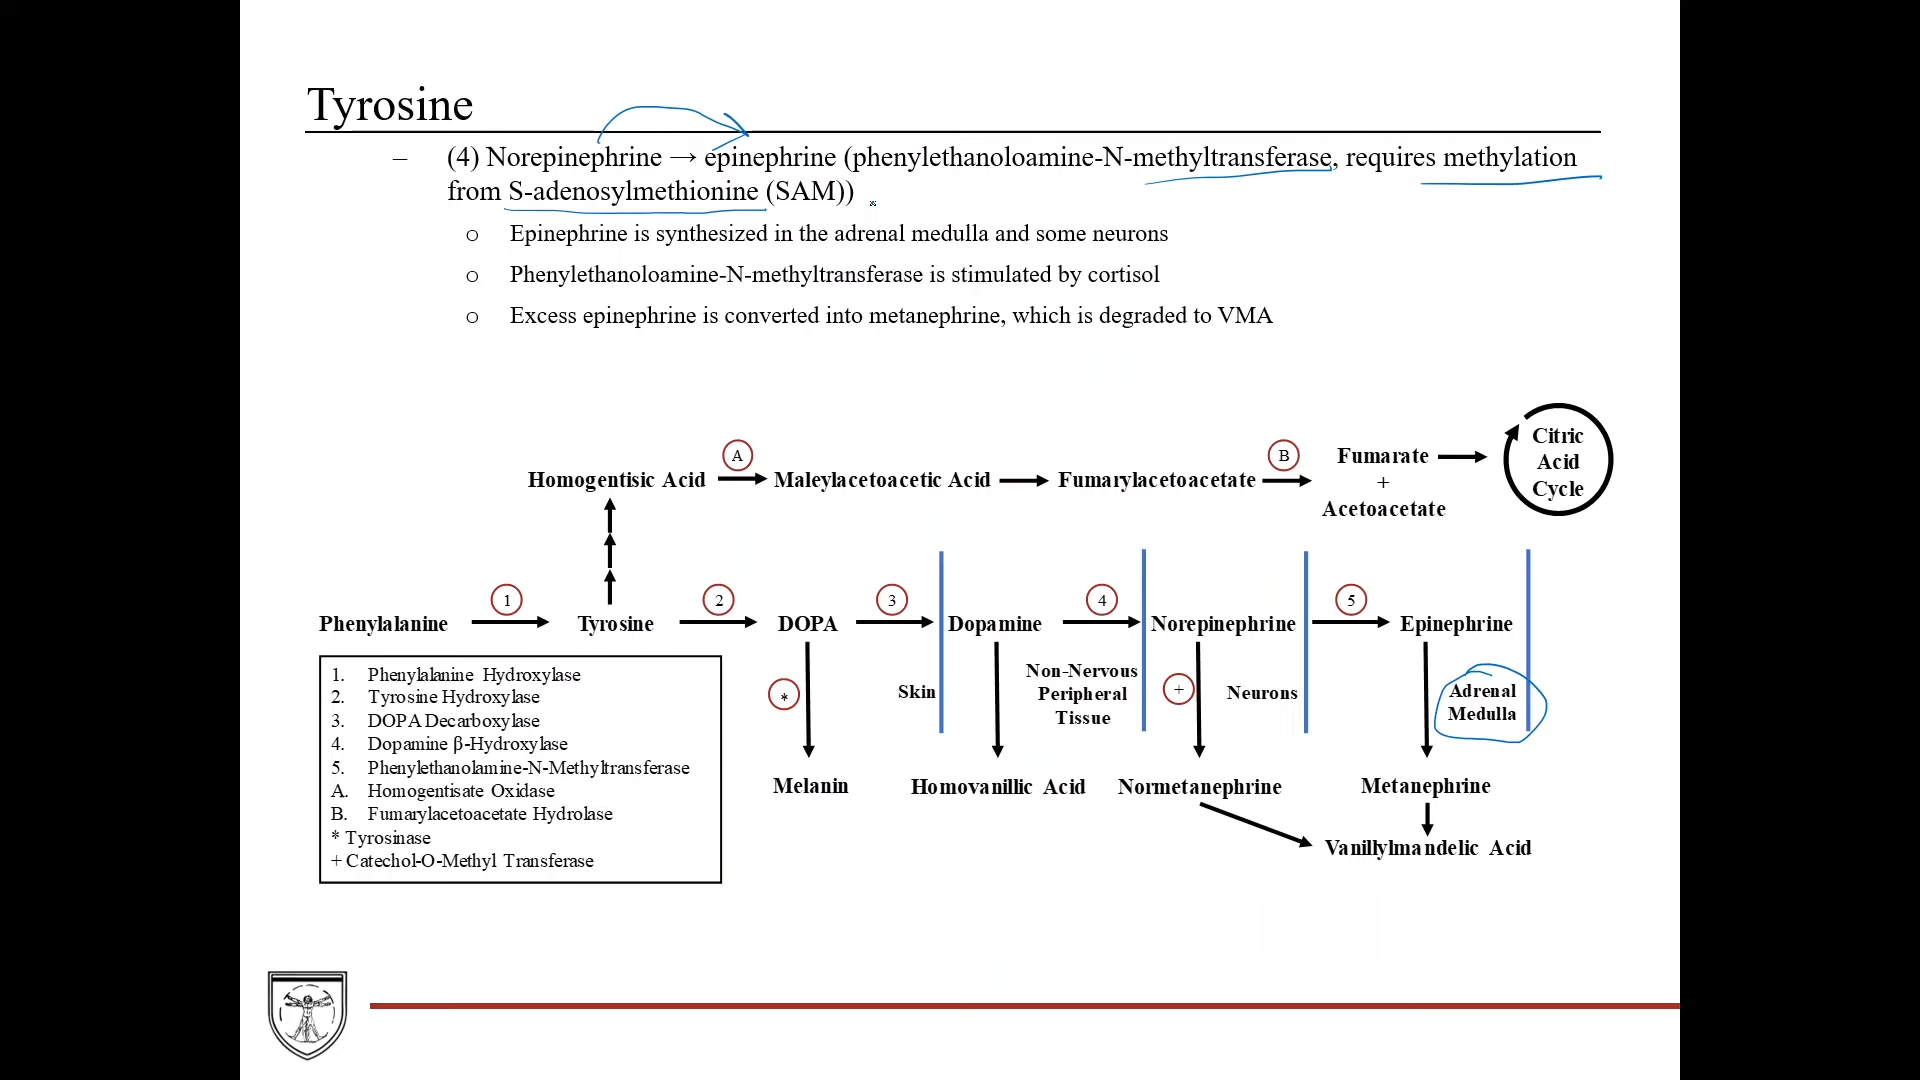 Tyrosine
– (4) Norepinephrine → epinephrine (phenylethanoloamine-N-methyltransferase, requires methylation
from S-adenosylmethionine (SAM))
o Epinephrine is synthesized in the adrenal medulla and some neurons
o Phenylethanoloamine-N-methyltransferase is stimulated by cortisol
o Excess epinephrine is converted into metanephrine, which is degraded to VMA
Homogentisic Acid
A
Maleylacetoacetic Acid
Fumarylacetoacetate
B
Fumarate
+
Acetoacetate
Citric
Acid
Cycle
Phenylalanine
1
Tyrosine
2
DOPA
3
Dopamine
4
Norepinephrine
5
Epinephrine
*
Skin
Non-Nervous
Peripheral
Tissue
+
Neurons
Adrenal
Medulla
Melanin
Homovanillic Acid
Normetanephrine
Metanephrine
Vanillylmandelic Acid
1. Phenylalanine Hydroxylase
2. Tyrosine Hydroxylase
3. DOPA Decarboxylase
4. Dopamine β-Hydroxylase
5. Phenylethanolamine-N-Methyltransferase
A. Homogentisate Oxidase
B. Fumarylacetoacetate Hydrolase
* Tyrosinase
+ Catechol-O-Methyl Transferase